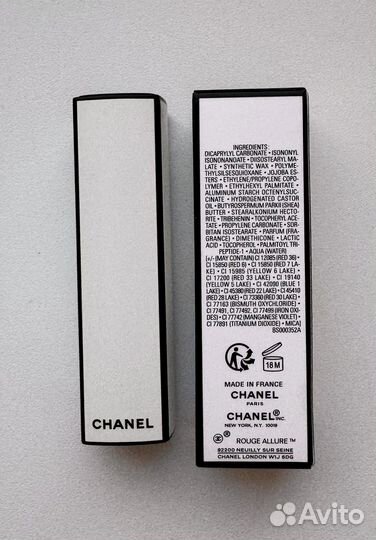 CHANEL
INGREDIENTS:
DICAPRYLYL CARBONATE • ISONONYL
ISONONANOATE • DIISOSTEARYL MA-
LATE • SYNTHETIC WAX • POLYME-
THYLSILSESQUIOXANE • JOJOBA ES-
TERS • ETHYLENE/PROPYLENE COPO-
LYMER • ETHYLHEXYL PALMITATE •
ALUMINUM STARCH OCTENYLSUC-
CINATE • HYDROGENATED CASTOR
OIL • BUTYROSPERMUM PARKII (SHEA)
BUTTER • STEARALKONIUM HECTO-
RITE • TRIBEHENIN • TOCOPHERYL ACE-
TATE • PROPYLENE CARBONATE • SOR-
BITAN ISOSTEARATE • PARFUM (FRA-
GRANCE) • DIMETHICONE • LACTIC
ACID • TOCOPHEROL • PALMITOYL TRI-
PEPTIDE-1 • AQUA (WATER)
[+/- (MAY CONTAIN) CI 12085 (RED 36) •
CI 15850 (RED 6) • CI 15850 (RED 7 LA-
KE) • CI 15985 (YELLOW 6 LAKE) •
CI 17200 (RED 33 LAKE) • CI 19140
(YELLOW 5 LAKE) • CI 42090 (BLUE 1
LAKE) • CI 45380 (RED 22 LAKE) • CI 45410
(RED 28 LAKE) • CI 73360 (RED 30 LAKE) •
CI 77163 (BISMUTH OXYCHLORIDE) •
CI 77491, CI 77492, CI 77499 (IRON OXI-
DES) • CI 77742 (MANGANESE VIOLET) •
CI 77891 (TITANIUM DIOXIDE) • MICA]
BS000352A
18 M
MADE IN FRANCE
CHANEL
PARIS
CHANEL® INC.
NEW YORK, N.Y. 10019
ROUGE ALLURE™
92200 NEUILLY SUR SEINE
CHANEL LONDON W1J 6DG
Avito